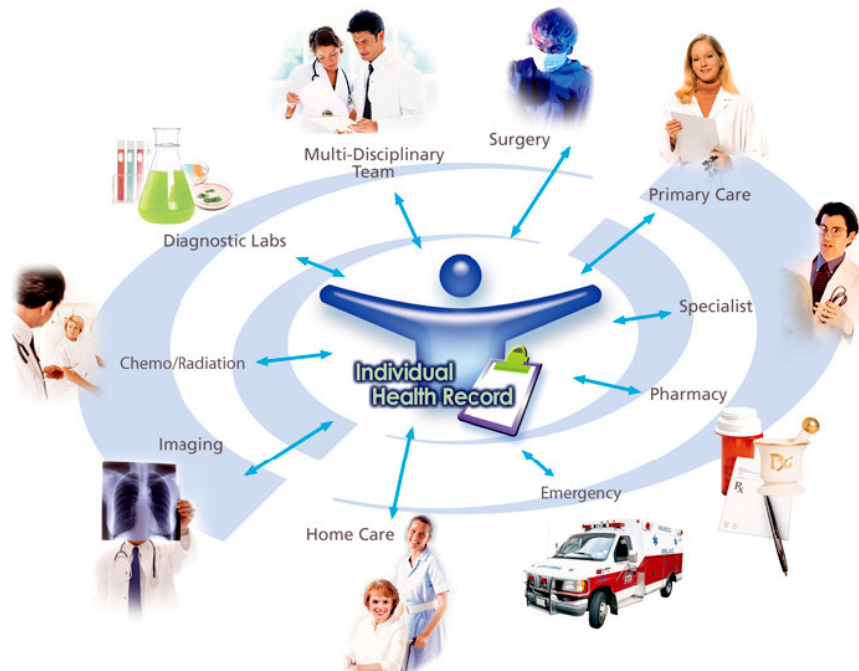 Surgery
Multi-Disciplinary
Team
Primary Care
Diagnostic Labs
Specialist
Chemo/Radiation
Individual
Health Record
Pharmacy
Imaging
Rx
Emergency
Home Care